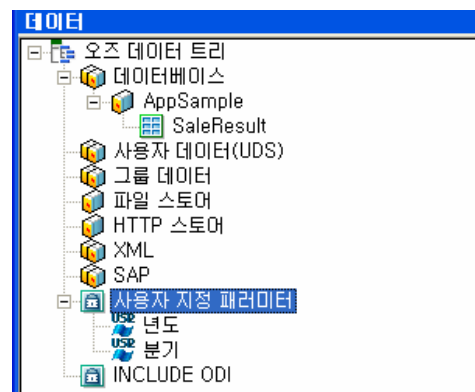 데이터
오즈 데이터 트리
데이터베이스
AppSample
SaleResult
사용자 데이터(UDS)
그룹 데이터
파일 스토어
HTTP 스토어
XML
SAP
사용자 지정 패러미터
USR 년도
USR 분기
INCLUDE ODI